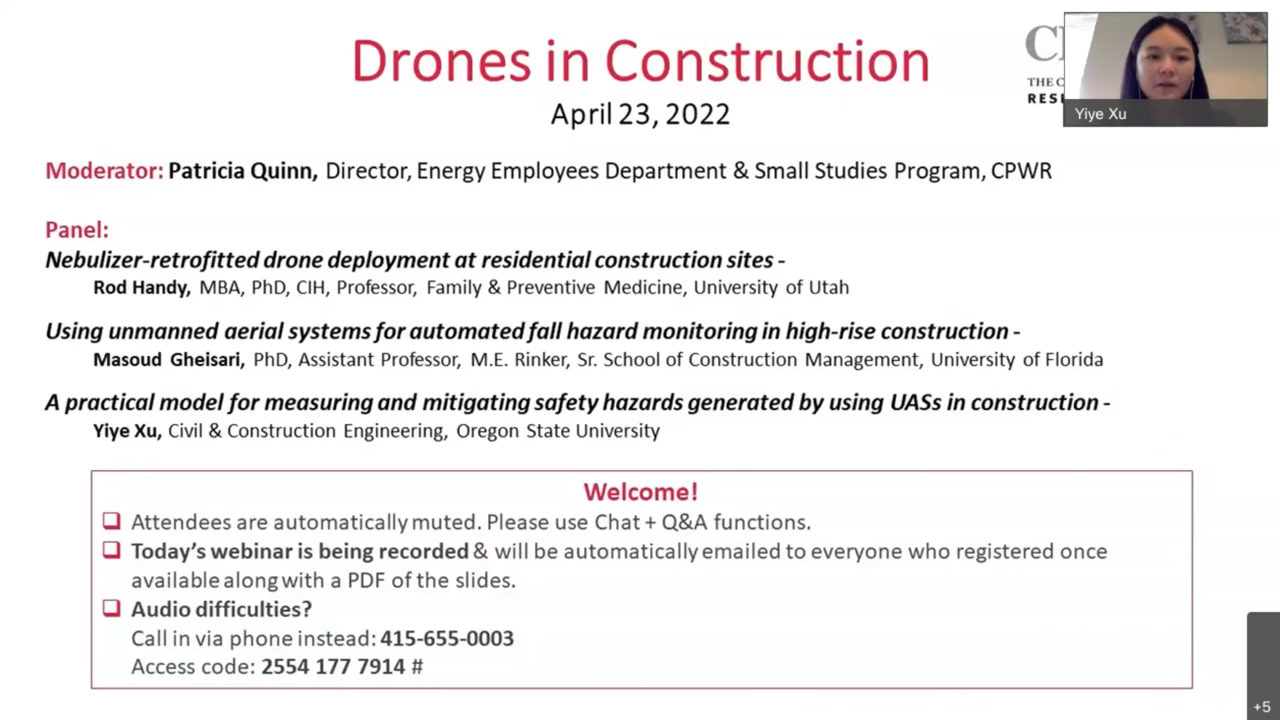 Drones in Construction
April 23, 2022
THE C
RES
Yiye Xu
Moderator: Patricia Quinn, Director, Energy Employees Department & Small Studies Program, CPWR
Panel:
Nebulizer-retrofitted drone deployment at residential construction sites -
Rod Handy, MBA, PhD, CIH, Professor, Family & Preventive Medicine, University of Utah
Using unmanned aerial systems for automated fall hazard monitoring in high-rise construction -
Masoud Gheisari, PhD, Assistant Professor, M.E. Rinker, Sr. School of Construction Management, University of Florida
A practical model for measuring and mitigating safety hazards generated by using UASs in construction -
Yiye Xu, Civil & Construction Engineering, Oregon State University
Welcome!
Attendees are automatically muted. Please use Chat + Q&A functions.
Today's webinar is being recorded & will be automatically emailed to everyone who registered once
available along with a PDF of the slides.
Audio difficulties?
Call in via phone instead: 415-655-0003
Access code: 2554 177 7914 #
+5